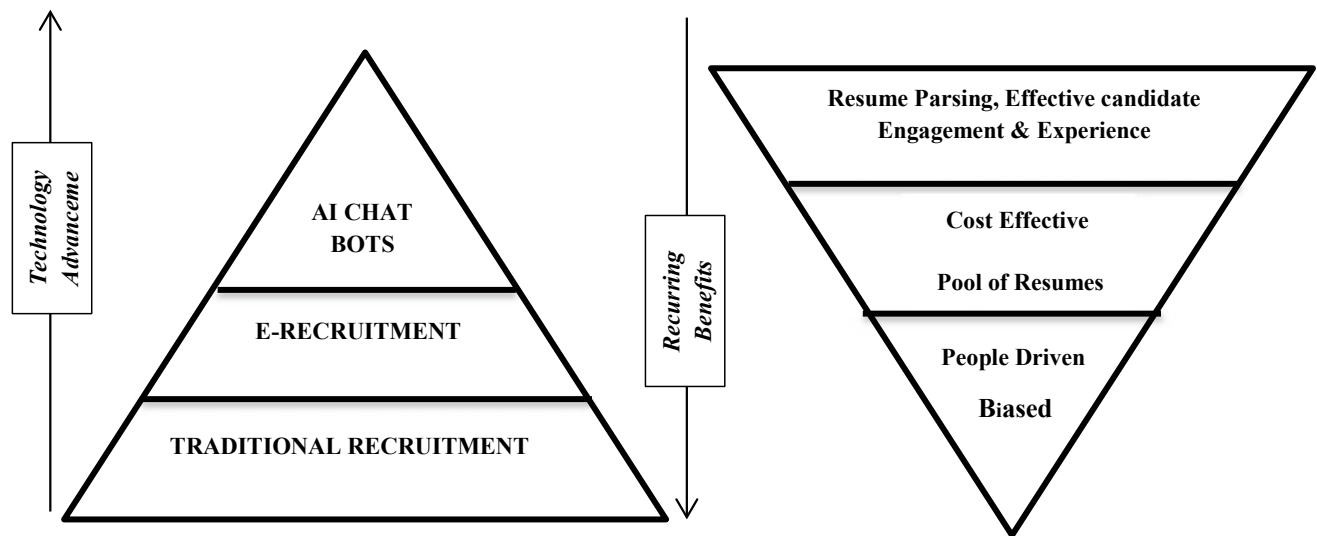 Technology
Advanceme
AI CHAT
BOTS
E-RECRUITMENT
TRADITIONAL RECRUITMENT
Recurring
Benefits
Resume Parsing, Effective candidate
Engagement & Experience
Cost Effective
Pool of Resumes
People Driven
Biased